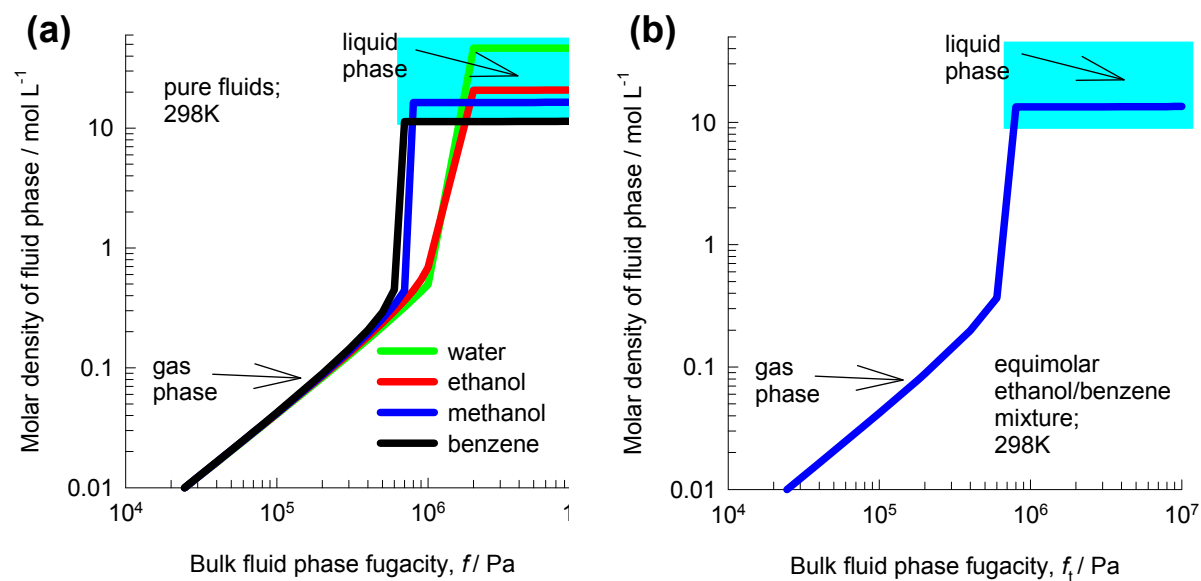 (a)
pure fluids;
298K
liquid
phase
gas
phase
water
ethanol
methanol
benzene
Molar density of fluid phase / mol L⁻¹
10
1
0.1
0.01
10⁴
10⁵
10⁶
1
Bulk fluid phase fugacity, f / Pa
(b)
liquid
phase
gas
phase
equimolar
ethanol/benzene
mixture;
298K
Molar density of fluid phase / mol L⁻¹
10
1
0.1
0.01
10⁴
10⁵
10⁶
10⁷
Bulk fluid phase fugacity, fₜ / Pa